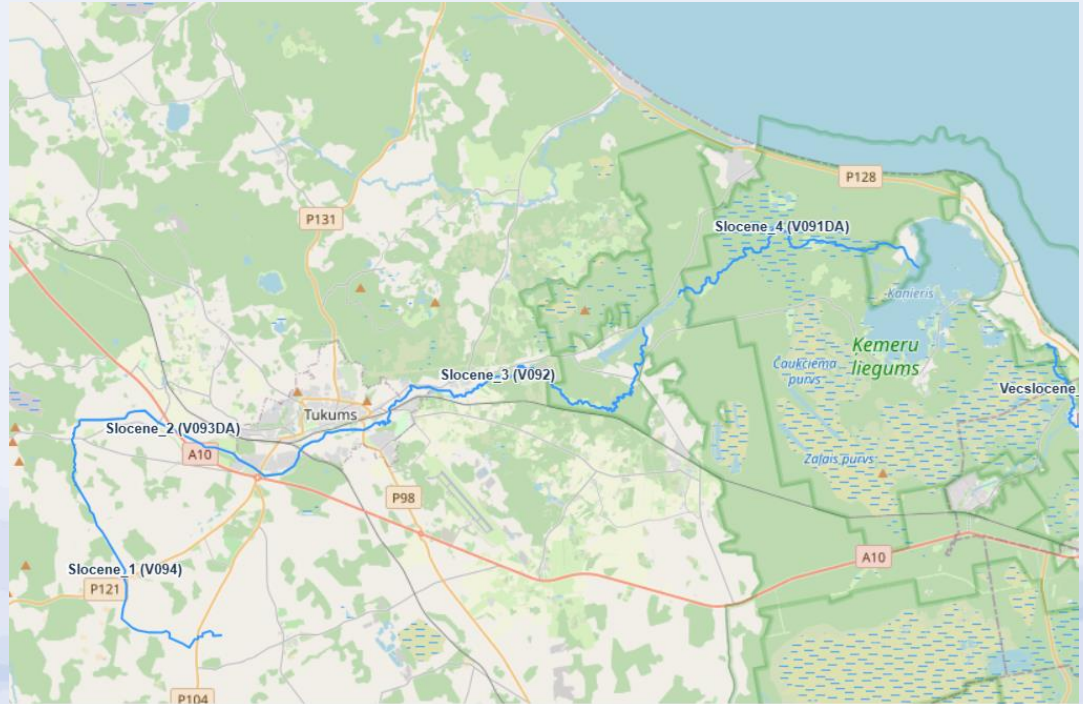 P128
P131
Slocene_4 (V091DA)
Kanieris
Ķemeru
liegums
Čaukciema
purvs
Slocene_3 (V092)
Vecslocene
Tukums
Slocene_2 (V093DA)
A10
Zaļais purvs
P98
A10
Slocene_1 (V094)
P121
P104